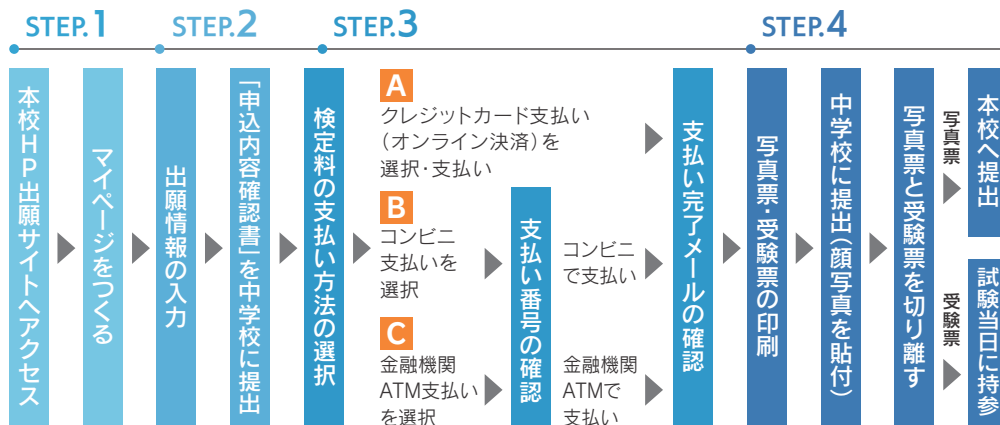 STEP.1
STEP.2
STEP.3
STEP.4
本校HP出願サイトへアクセス
マイページをつくる
出願情報の入力
「申込内容確認書」を中学校に提出
検定料の支払い方法の選択
A
クレジットカード支払い
(オンライン決済)を
選択・支払い
B
コンビニ
支払いを
選択
C
金融機関
ATM支払い
を選択
支払い番号の確認
コンビニ
で支払い
金融機関
ATMで
支払い
支払い完了メールの確認
写真票・受験票の印刷
中学校に提出(顔写真を貼付)
写真票と受験票を切り離す
写真票
本校へ提出
受験票
試験当日に持参